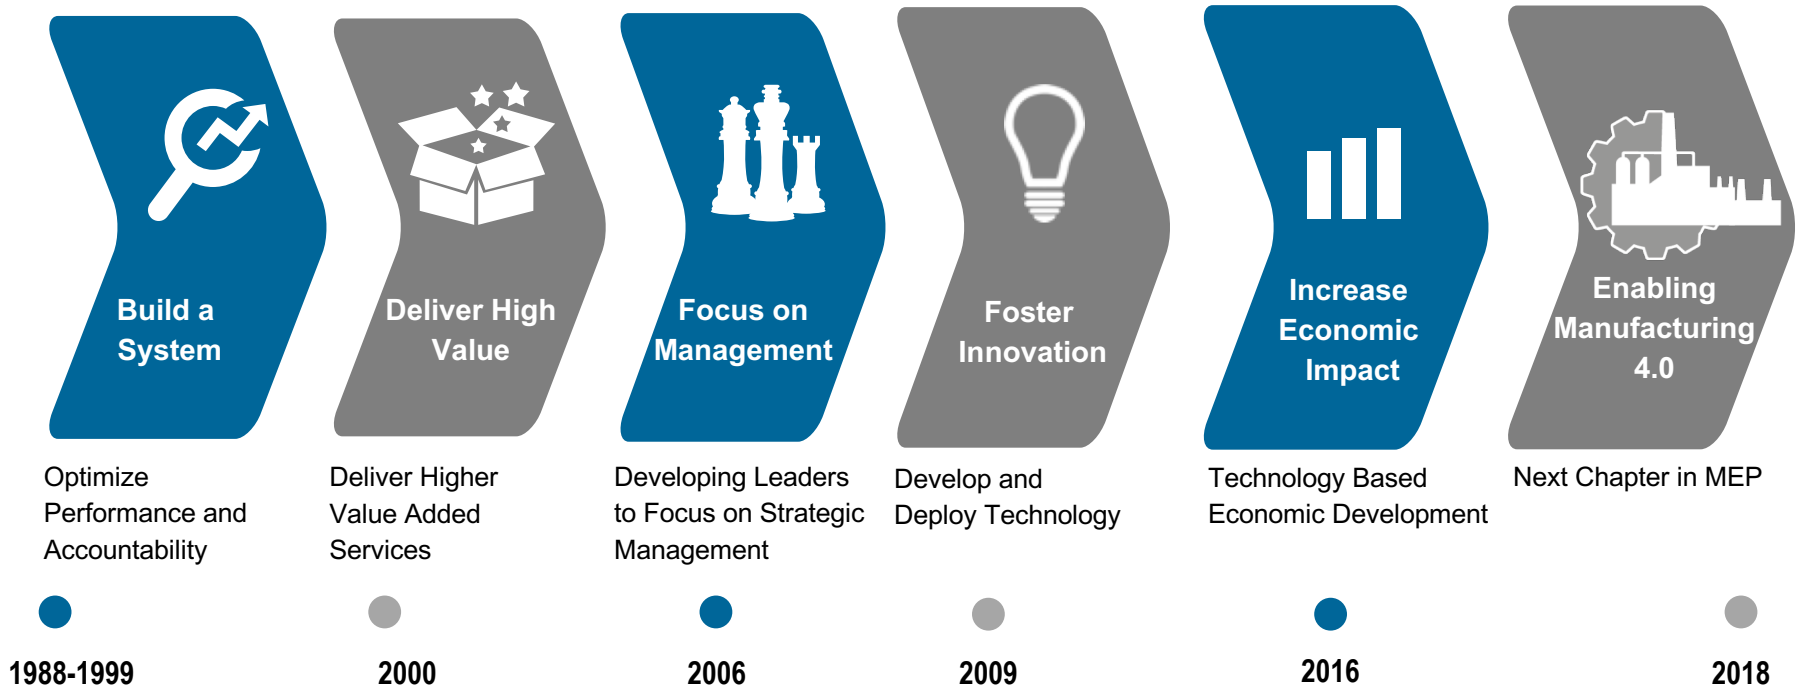 Build a
System
Deliver High
Value
Focus on
Management
Foster
Innovation
Increase
Economic
Impact
Enabling
Manufacturing
4.0
Optimize
Performance and
Accountability
Deliver Higher
Value Added
Services
Developing Leaders
to Focus on Strategic
Management
Develop and
Deploy Technology
Technology Based
Economic Development
Next Chapter in MEP
1988-1999
2000
2006
2009
2016
2018